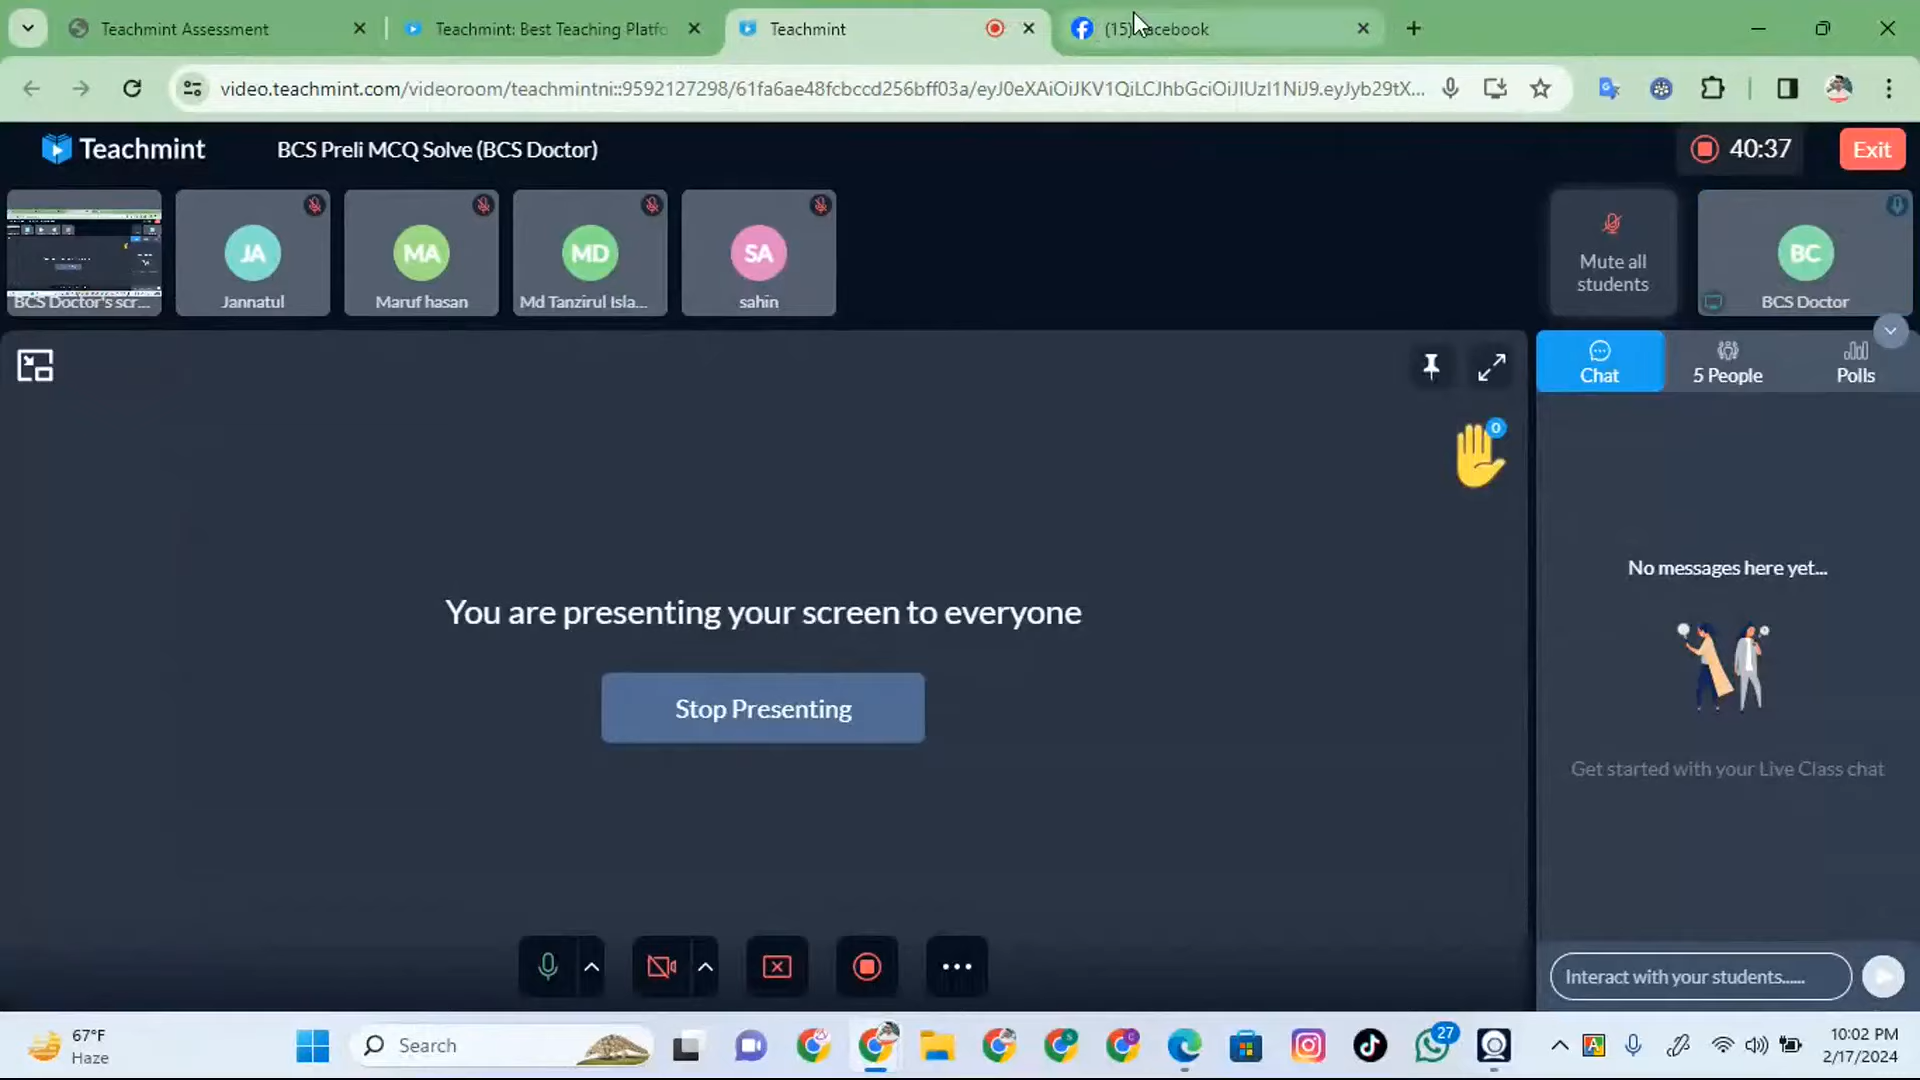 Teachmint Assessment
Teachmint: Best Teaching Platfo
Teachmint
(15) acebook
video.teachmint.com/videoroom/teachmintni::9592127298/61fa6ae48fcbccd256bff03a/eyJ0eXAiOiJKV1QiLCJhbGciOiJIUzI1NiJ9.eyJyb29tX...
Teachmint
BCS Preli MCQ Solve (BCS Doctor)
40:37
Exit
BCS Doctor's scr...
JA
Jannatul
MA
Maruf hasan
MD
Md Tanzirul Isla...
SA
sahin
Mute all
students
BC
BCS Doctor
Chat
5 People
Polls
0
No messages here yet...
You are presenting your screen to everyone
Stop Presenting
Get started with your Live Class chat
Interact with your students......
67°F
Haze
Search
27
10:02 PM
2/17/2024